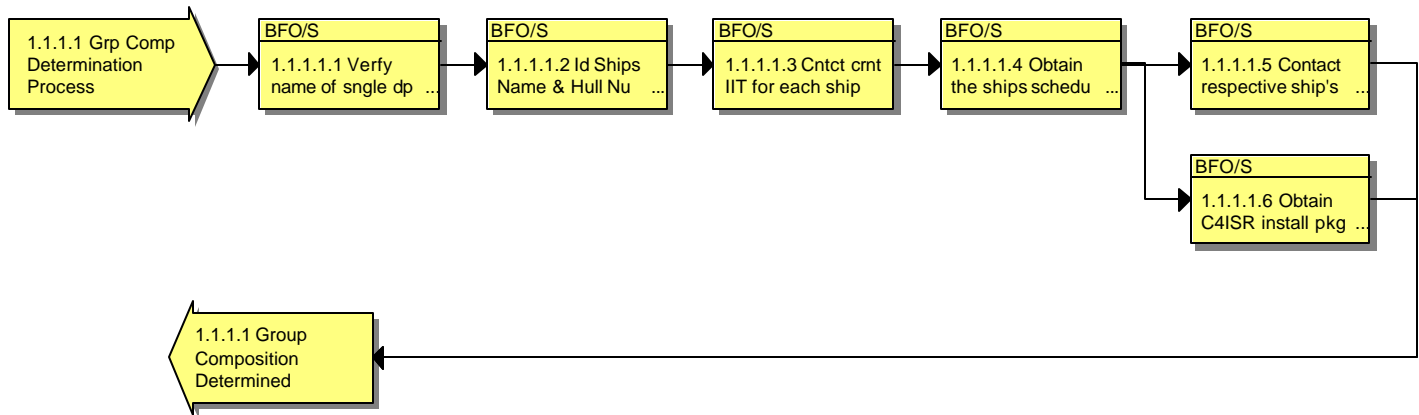 1.1.1.1 Grp Comp
Determination
Process
BFO/S
1.1.1.1.1 Verfy
name of sngle dp ...
BFO/S
1.1.1.1.2 Id Ships
Name & Hull Nu ...
BFO/S
1.1.1.1.3 Cntct crnt
IIT for each ship
BFO/S
1.1.1.1.4 Obtain
the ships schedu ...
BFO/S
1.1.1.1.5 Contact
respective ship's ...
BFO/S
1.1.1.1.6 Obtain
C4ISR install pkg ...
1.1.1.1 Group
Composition
Determined